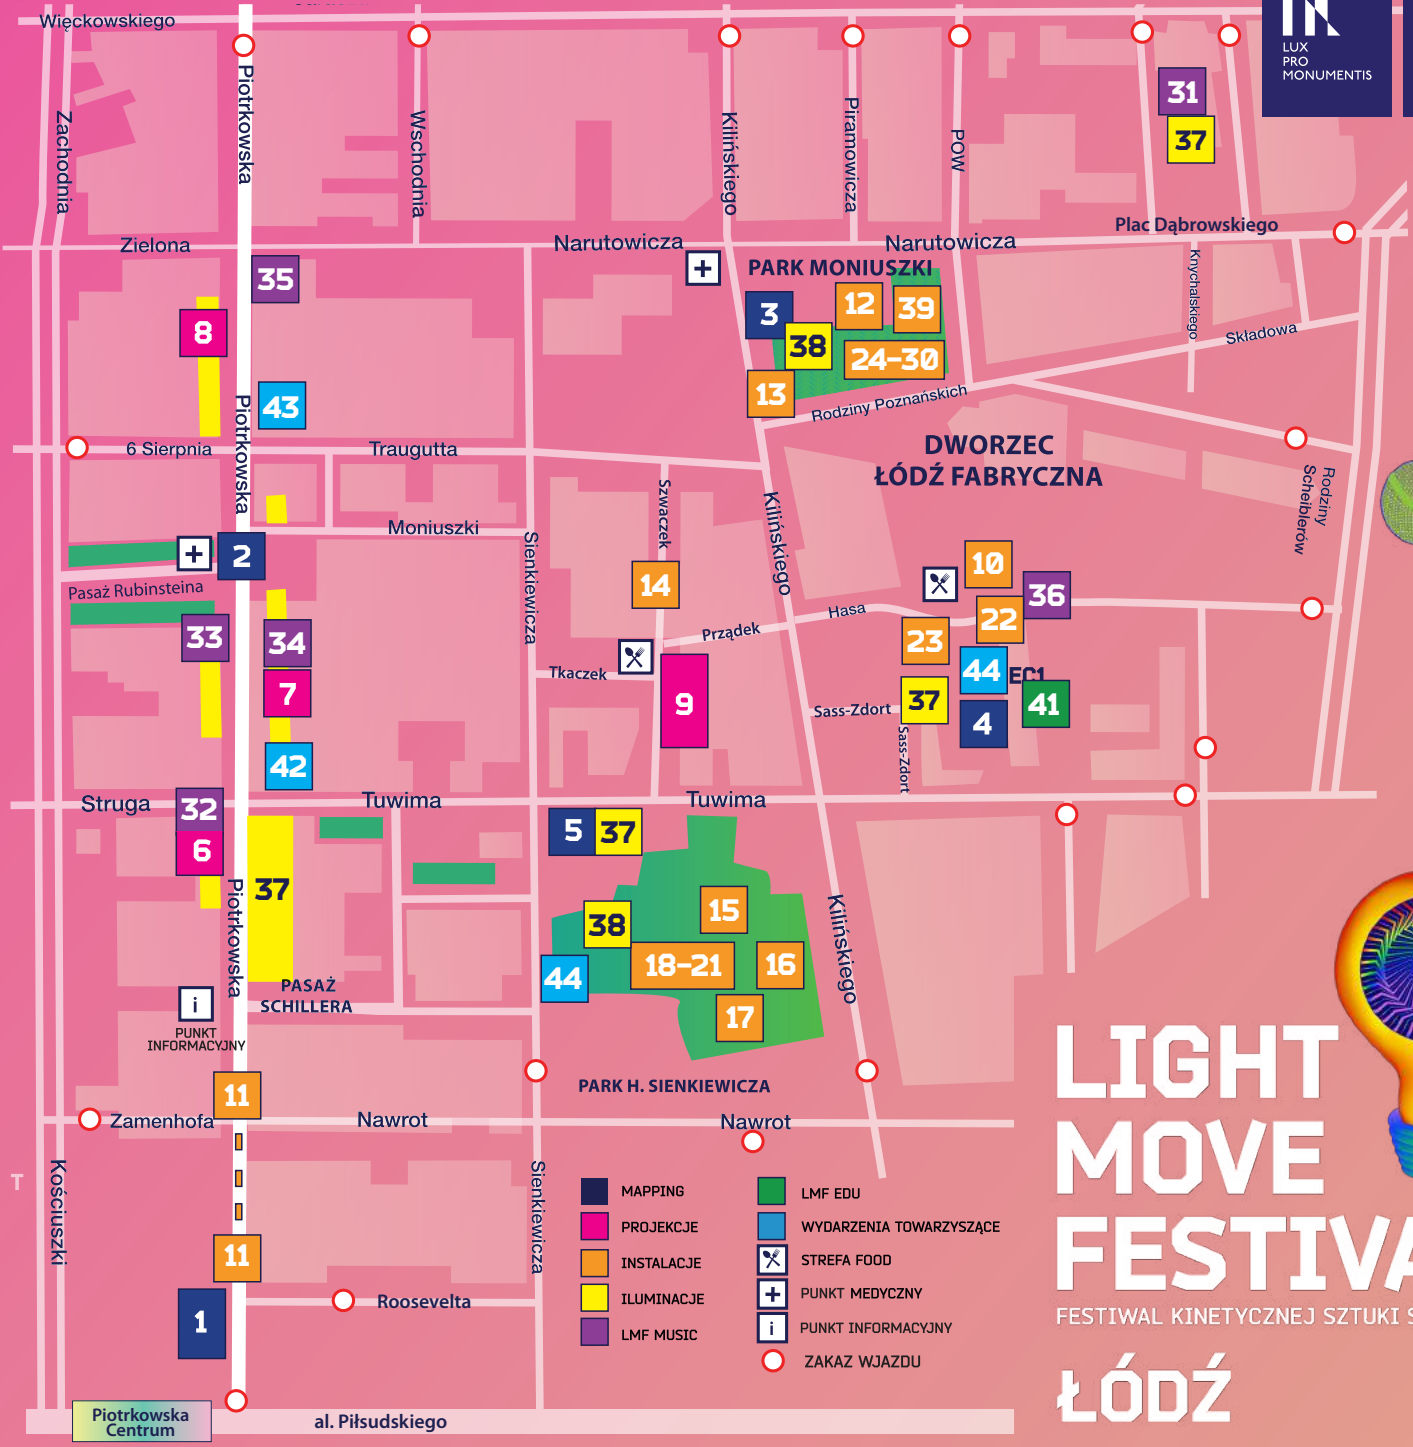 Więckowskiego
LUX
PRO
MONUMENTIS
Zachodnia
Piotrkowska
Wschodnia
Kilińskiego
Piramowicza
POW
31
37
Plac Dąbrowskiego
Zielona
Narutowicza
Narutowicza
PARK MONIUSZKI
Knychalskiego
Składowa
35
8
3
12
39
38
24-30
13
Rodziny Poznańskich
43
Piotrkowska
6 Sierpnia
Traugutta
DWORZEC
ŁÓDŹ FABRYCZNA
Rodziny
Scheiblerów
Szwaczek
Kilińskiego
Moniuszki
Sienkiewicza
2
Pasaż Rubinsteina
14
10
36
Hasa
22
Prządek
23
33
34
Tkaczek
44
EC1
7
9
37
41
Sass-Zdort
4
Sass-Zdort
42
Struga
32
Tuwima
Tuwima
6
5
37
37
Piotrkowska
15
38
Kilińskiego
18-21
16
44
17
PASAŻ
SCHILLERA
i
PUNKT
INFORMACYJNY
PARK H. SIENKIEWICZA
11
Zamenhofa
Nawrot
Nawrot
T
Kościuszki
Sienkiewicza
11
1
Roosevelta
MAPPING
PROJEKCJE
INSTALACJE
ILUMINACJE
LMF MUSIC
LMF EDU
WYDARZENIA TOWARZYSZĄCE
STREFA FOOD
PUNKT MEDYCZNY
i
PUNKT INFORMACYJNY
ZAKAZ WJAZDU
LIGHT
MOVE
FESTIVA
FESTIWAL KINETYCZNEJ SZTUKI S
ŁÓDŹ
Piotrkowska
Centrum
al. Piłsudskiego